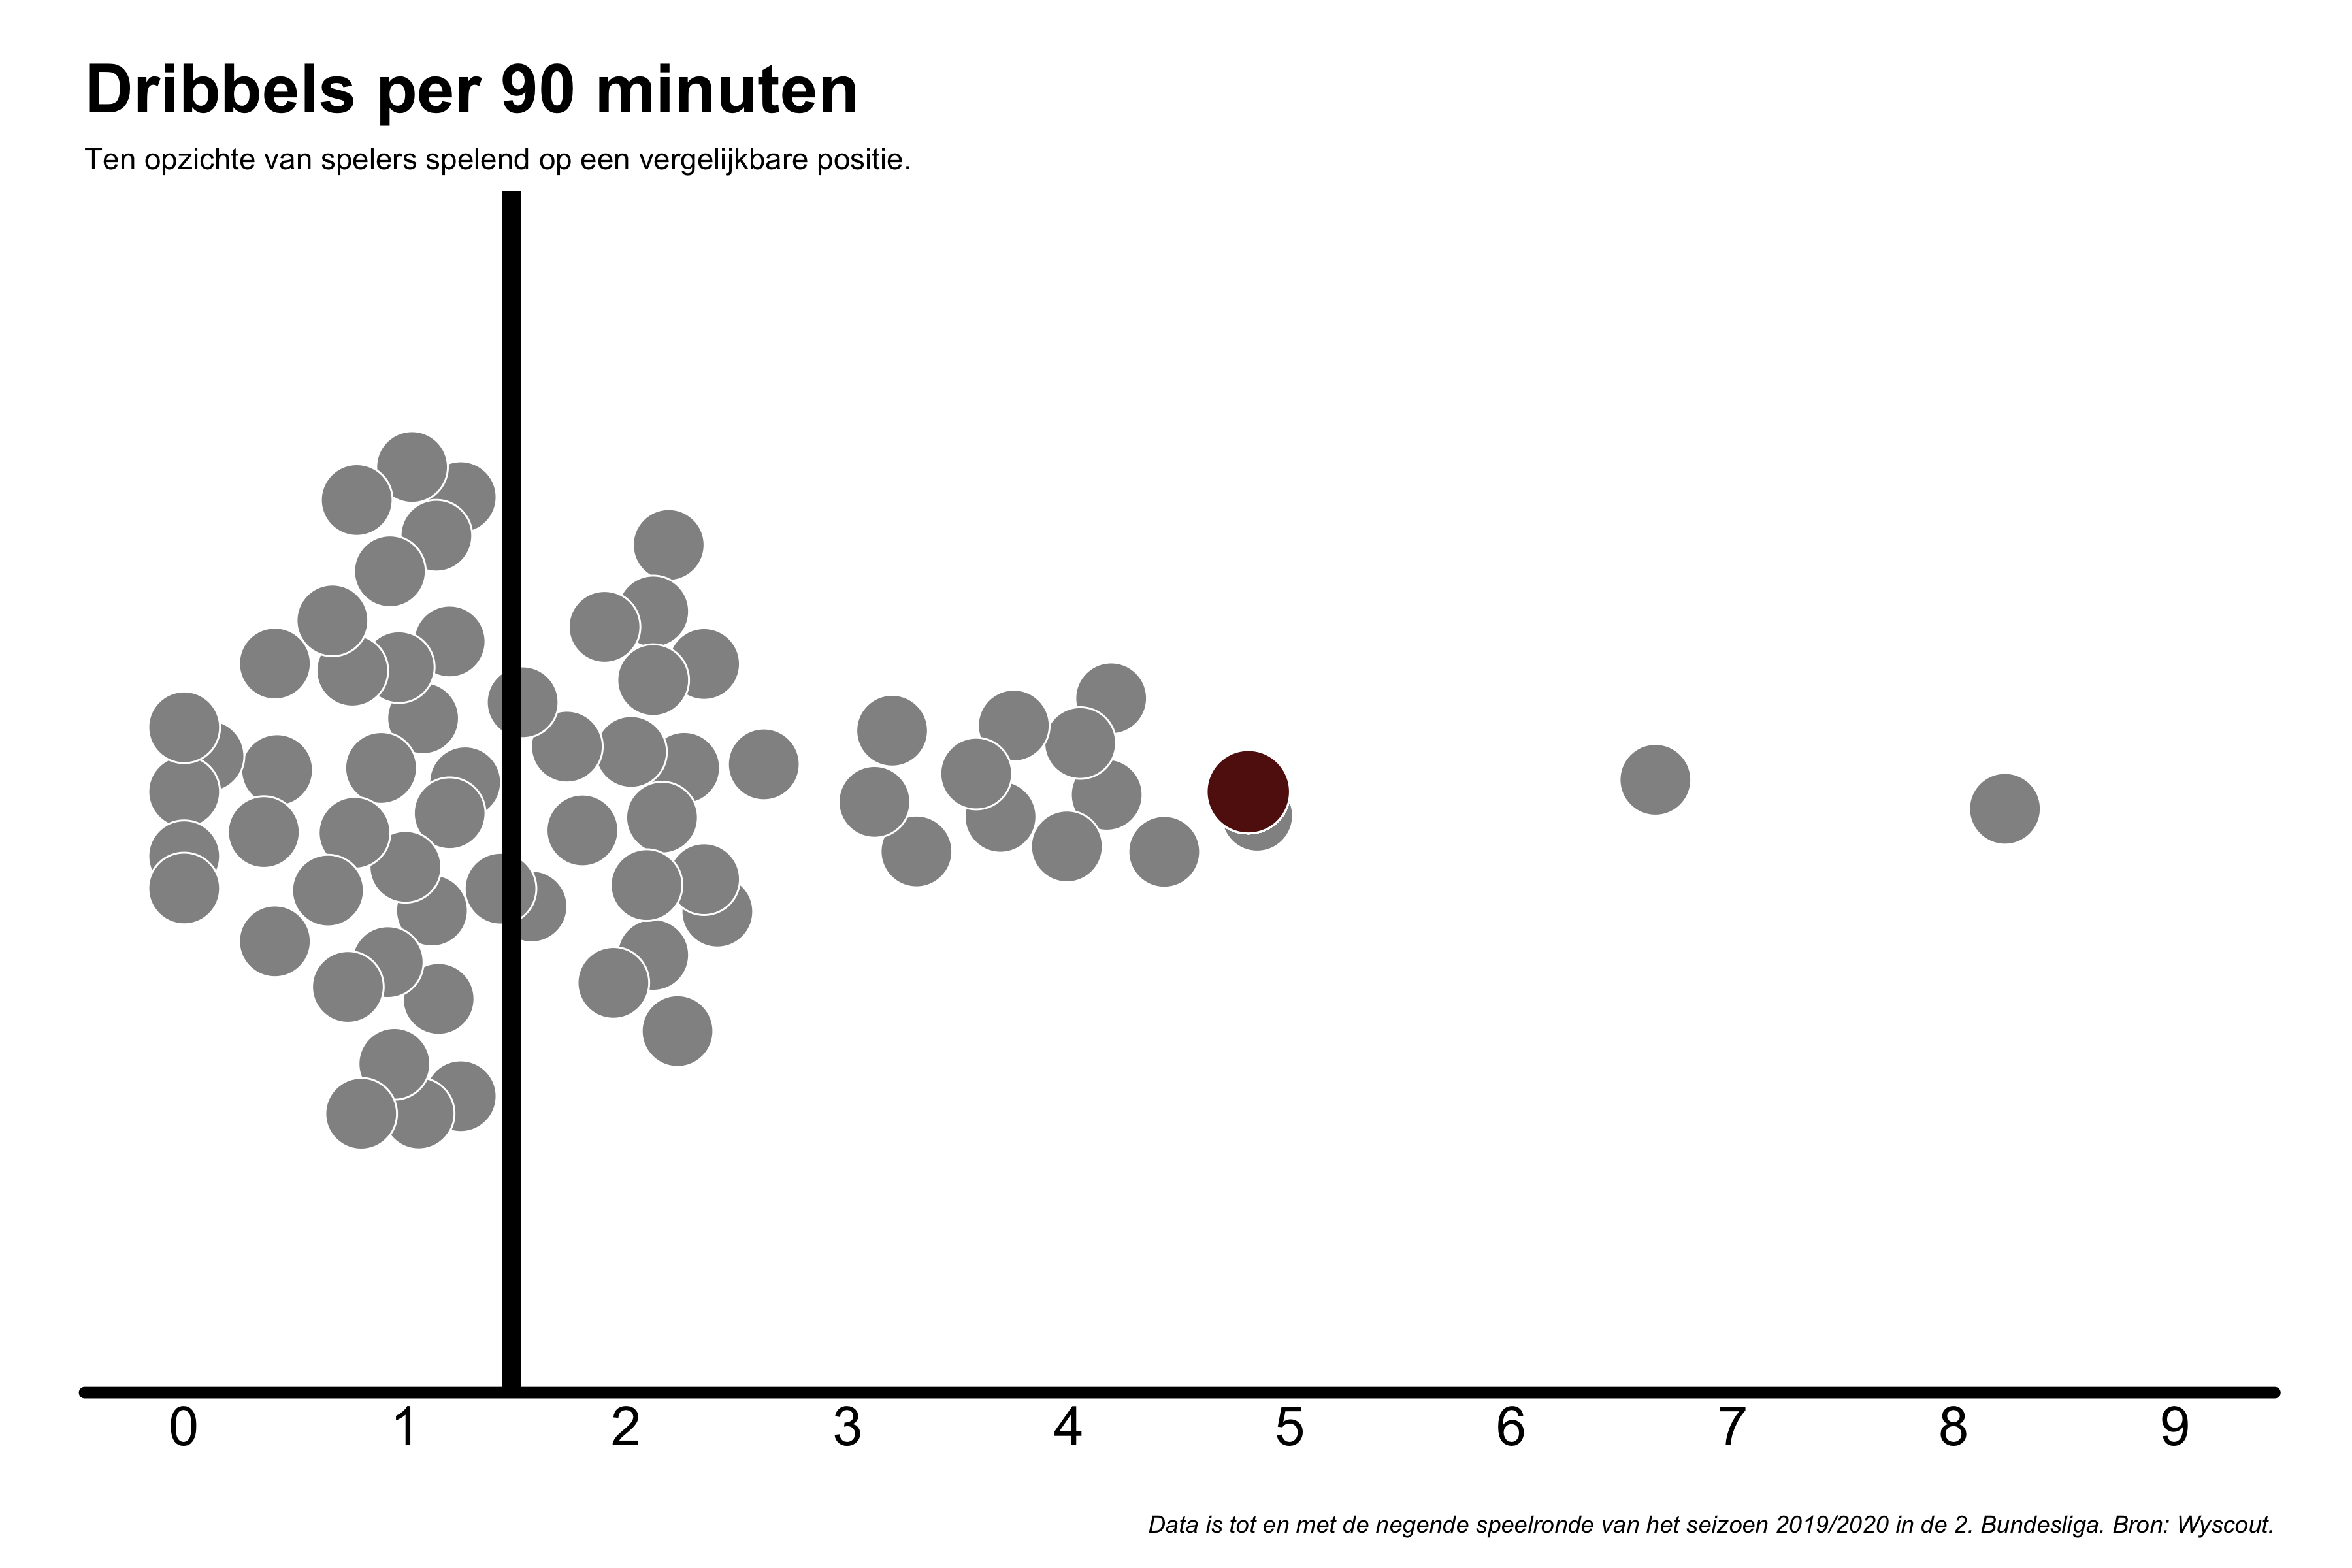 Dribbels per 90 minuten
Ten opzichte van spelers spelend op een vergelijkbare positie.
0 1 2 3 4 5 6 7 8 9
Data is tot en met de negende speelronde van het seizoen 2019/2020 in de 2. Bundesliga. Bron: Wyscout.